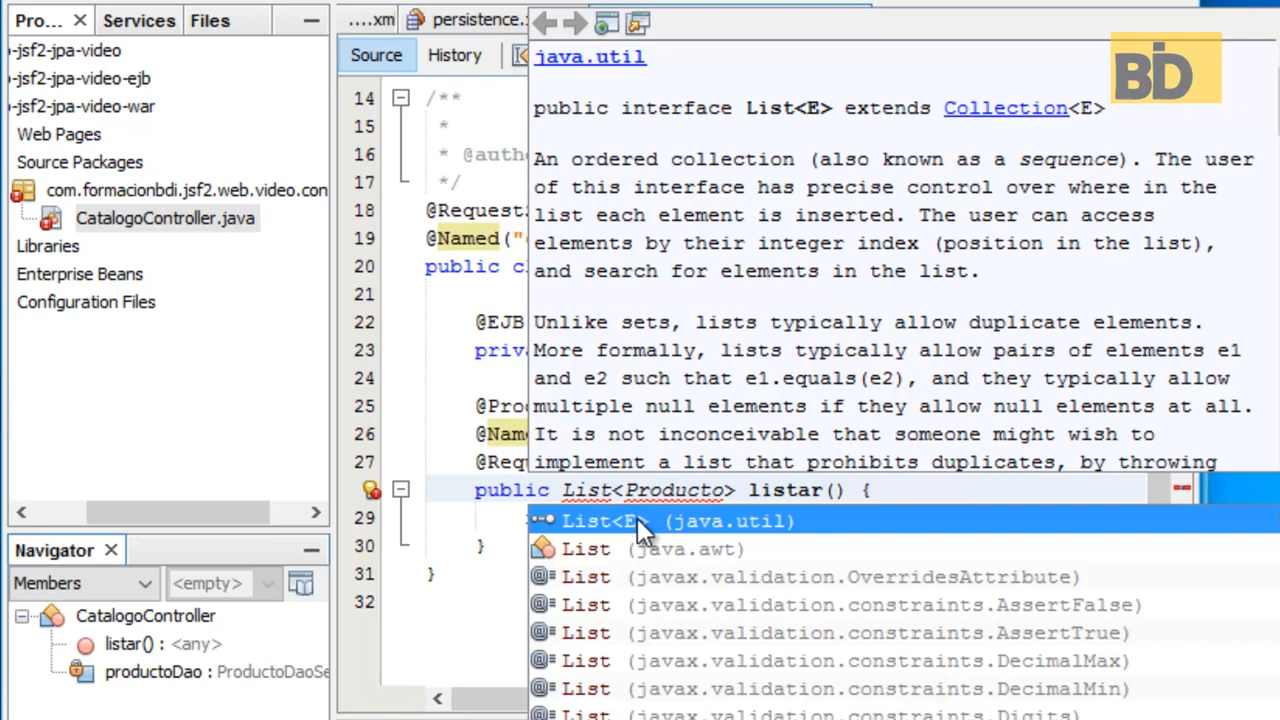 Pro...
Services
Files
-jsf2-jpa-video
-jsf2-jpa-video-ejb
-jsf2-jpa-video-war
Web Pages
Source Packages
com.formacionbdi.jsf2.web.video.con
CatalogoController.java
Libraries
Enterprise Beans
Configuration Files
Navigator
Members
<empty>
CatalogoController
listar() : <any>
productoDao : ProductoDaoSe
....xm
persistence.
Source
History
14 /**
15 *
16 * @auth
17 */
18 @Request
19 @Named("
20 public c
21
22 @EJB
23 priv
24
25 @Prod
26 @Name
27 @Requ
public List<Producto> listar() {
29
30 }
31 }
32
java.util
public interface List<E> extends Collection<E>
An ordered collection (also known as a sequence). The user
of this interface has precise control over where in the
list each element is inserted. The user can access
elements by their integer index (position in the list),
and search for elements in the list.
Unlike sets, lists typically allow duplicate elements.
More formally, lists typically allow pairs of elements e1
and e2 such that e1.equals(e2), and they typically allow
multiple null elements if they allow null elements at all.
It is not inconceivable that someone might wish to
implement a list that prohibits duplicates, by throwing
List<E> (java.util)
List (java.awt)
List (javax.validation.OverridesAttribute)
List (javax.validation.constraints.AssertFalse)
List (javax.validation.constraints.AssertTrue)
List (javax.validation.constraints.DecimalMax)
List (javax.validation.constraints.DecimalMin)
List (javax.validation.constraints.Digits)
BD